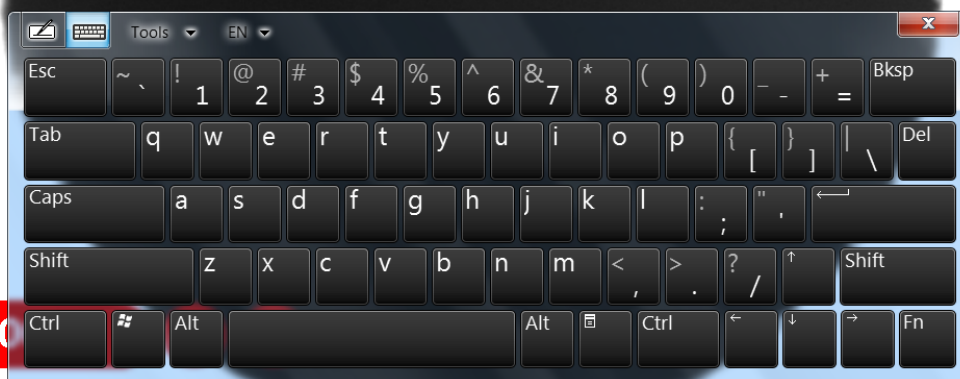 Tools EN x
Esc ~ ` ! 1 @ 2 # 3 $ 4 % 5 ^ 6 & 7 * 8 ( 9 ) 0 _ - + = Bksp
Tab q w e r t y u i o p { [ } ] | \ Del
Caps a s d f g h j k l : ; " ' 
Shift z x c v b n m < , > . ? / ↑ Shift
Ctrl Alt Alt Ctrl ← ↓ → Fn